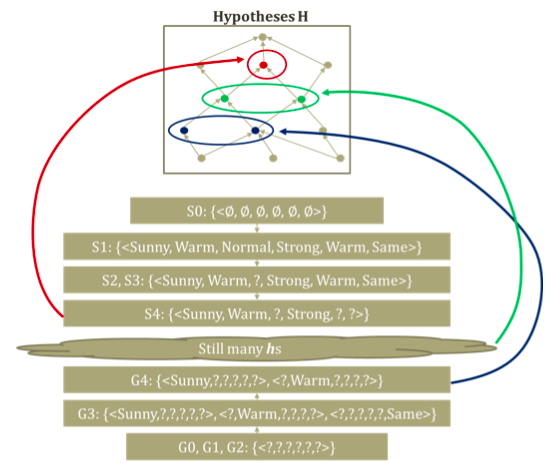 Hypotheses H
S0: {<∅, ∅, ∅, ∅, ∅, ∅>}
S1: {<Sunny, Warm, Normal, Strong, Warm, Same>}
S2, S3: {<Sunny, Warm, ?, Strong, Warm, Same>}
S4: {<Sunny, Warm, ?, Strong, ?, ?>}
Still many hs
G4: {<Sunny,?,?,?,?,?>, <?,Warm,?,?,?,?>}
G3: {<Sunny,?,?,?,?,?>, <?,Warm,?,?,?,?>, <?,?,?,?,?,Same>}
G0, G1, G2: {<?,?,?,?,?,?>}